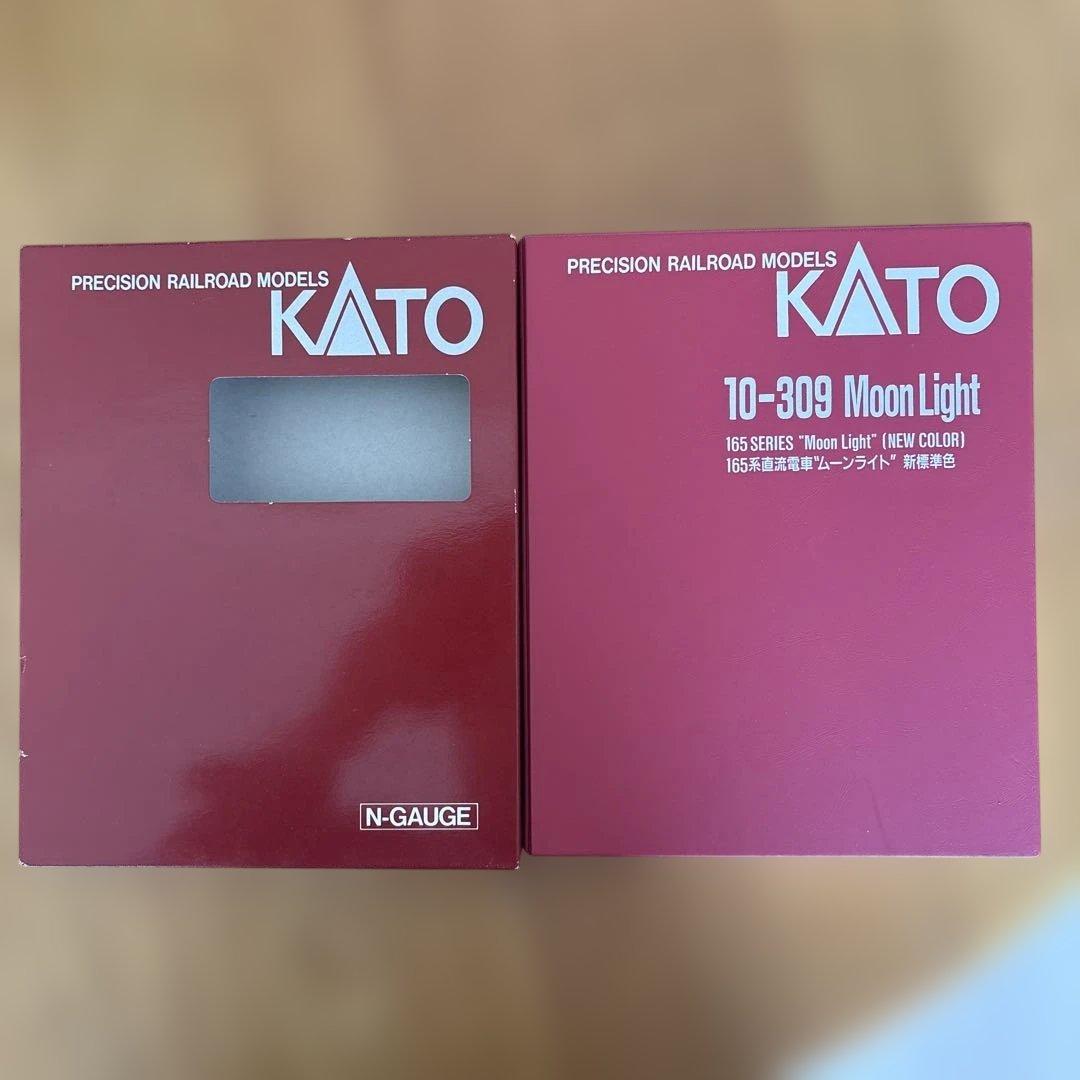 PRECISION RAILROAD MODELS
KATO
N-GAUGE
PRECISION RAILROAD MODELS
KATO
10-309 Moon Light
165 SERIES "Moon Light" (NEW COLOR)
165系直流電車"ムーンライト" 新標準色